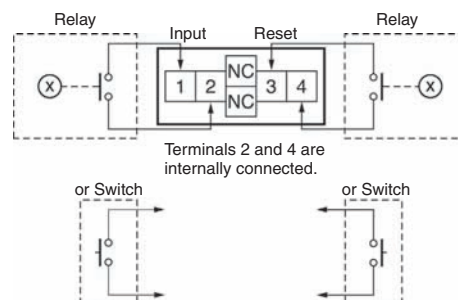 Relay
Input
Reset
Relay
X
1
2
NC
NC
3
4
X
Terminals 2 and 4 are
internally connected.
or Switch
or Switch